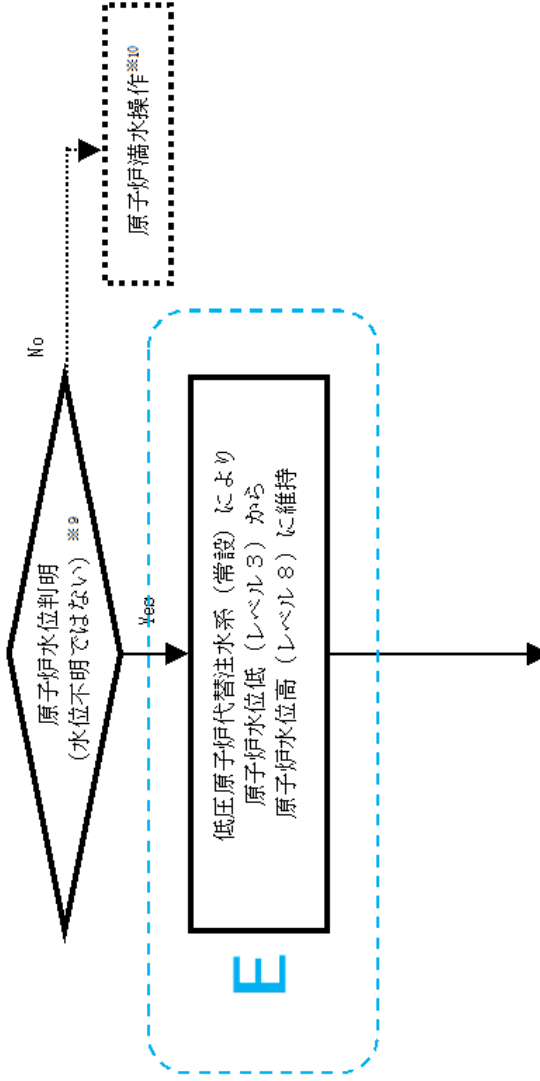 原子炉水位判明
(水位不明ではない) ※9
No
原子炉満水操作※10
Yes
低圧原子炉代替注水系（常設）により
原子炉水位低（レベル3）から
原子炉水位高（レベル8）に維持
E